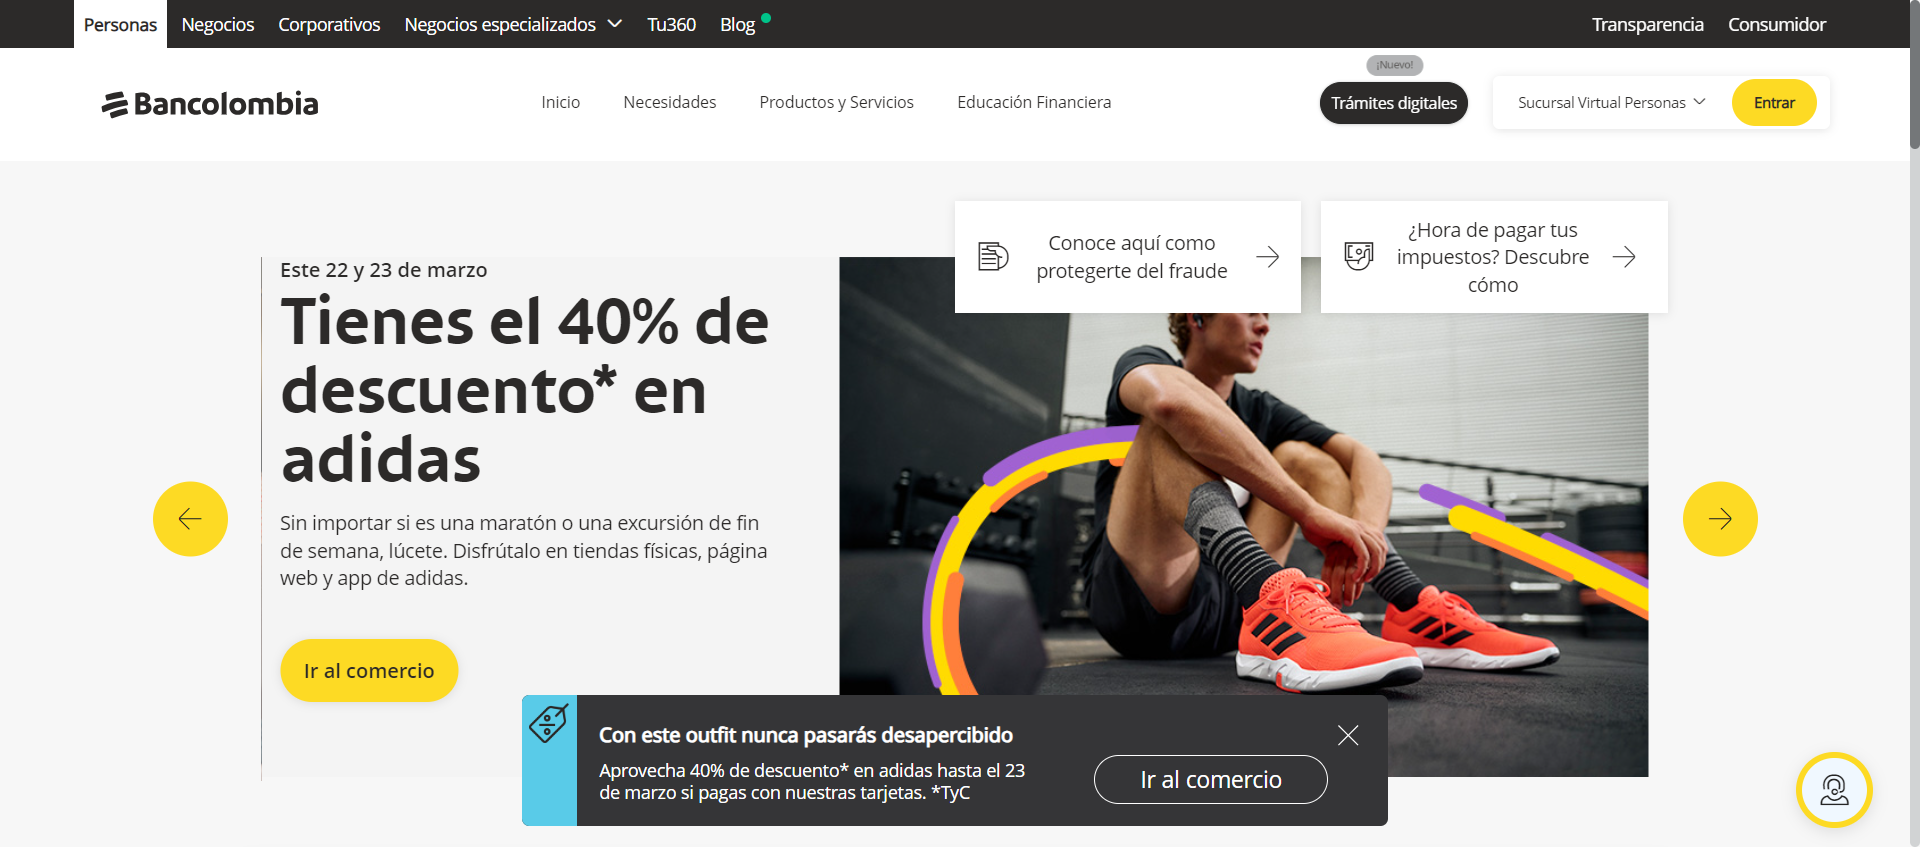 Personas Negocios Corporativos Negocios especializados Tu360 Blog Transparencia Consumidor
¡Nuevo!
Bancolombia Inicio Necesidades Productos y Servicios Educación Financiera Trámites digitales Sucursal Virtual Personas Entrar
Conoce aquí como
protegerte del fraude
¿Hora de pagar tus
impuestos? Descubre
cómo
Este 22 y 23 de marzo
Tienes el 40% de
descuento* en
adidas
Sin importar si es una maratón o una excursión de fin
de semana, lúcete. Disfrútalo en tiendas físicas, página
web y app de adidas.
Ir al comercio
Con este outfit nunca pasarás desapercibido
Aprovecha 40% de descuento* en adidas hasta el 23
de marzo si pagas con nuestras tarjetas. *TyC
Ir al comercio